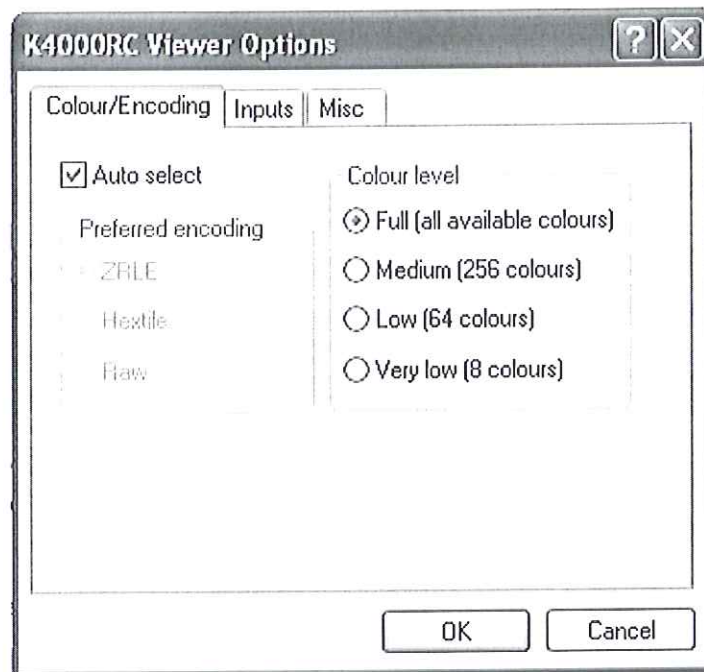 K4000RC Viewer Options
Colour/Encoding Inputs Misc
Auto select
Preferred encoding
ZRLE
Hextile
Raw
Colour level
Full (all available colours)
Medium (256 colours)
Low (64 colours)
Very low (8 colours)
OK Cancel